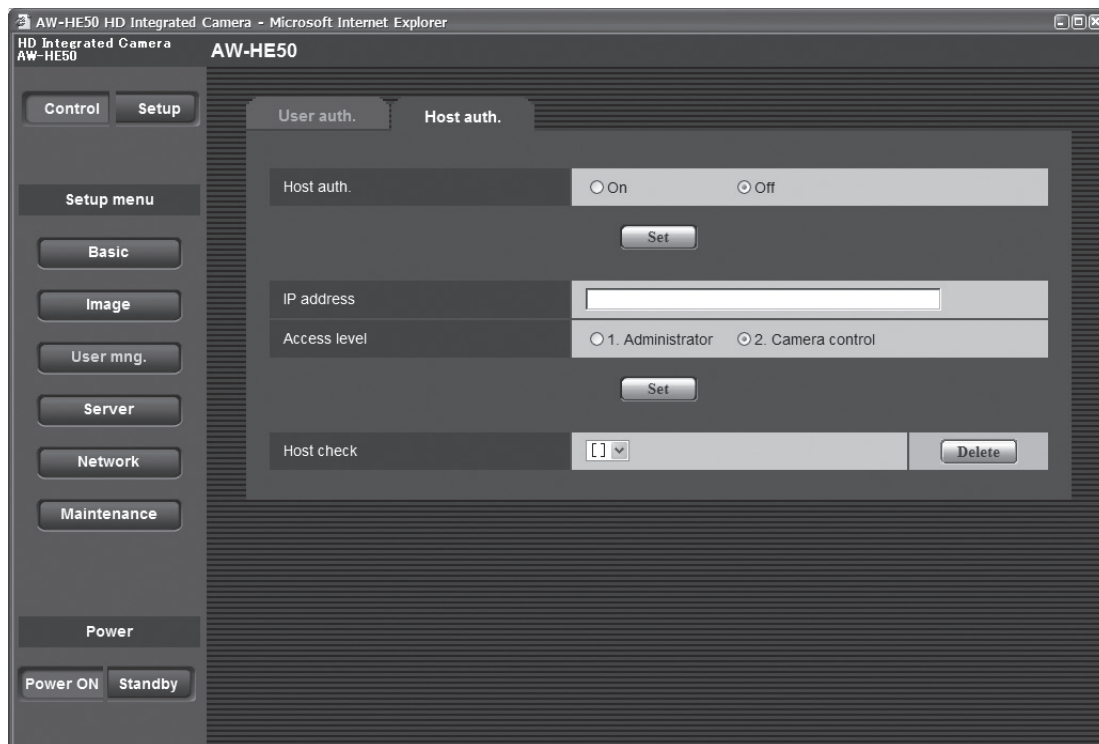 AW-HE50 HD Integrated Camera - Microsoft Internet Explorer
HD Integrated Camera
AW-HE50
AW-HE50
Control Setup
User auth. Host auth.
Host auth. On Off
Set
Setup menu
Basic
Image
User mng.
Server
Network
Maintenance
IP address
Access level 1. Administrator 2. Camera control
Set
Host check [ ] Delete
Power
Power ON Standby